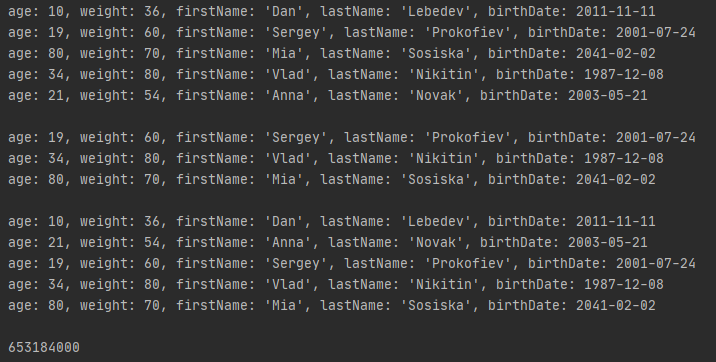 age: 10, weight: 36, firstName: 'Dan', lastName: 'Lebedev', birthDate: 2011-11-11
age: 19, weight: 60, firstName: 'Sergey', lastName: 'Prokofiev', birthDate: 2001-07-24
age: 80, weight: 70, firstName: 'Mia', lastName: 'Sosiska', birthDate: 2041-02-02
age: 34, weight: 80, firstName: 'Vlad', lastName: 'Nikitin', birthDate: 1987-12-08
age: 21, weight: 54, firstName: 'Anna', lastName: 'Novak', birthDate: 2003-05-21

age: 19, weight: 60, firstName: 'Sergey', lastName: 'Prokofiev', birthDate: 2001-07-24
age: 34, weight: 80, firstName: 'Vlad', lastName: 'Nikitin', birthDate: 1987-12-08
age: 80, weight: 70, firstName: 'Mia', lastName: 'Sosiska', birthDate: 2041-02-02

age: 10, weight: 36, firstName: 'Dan', lastName: 'Lebedev', birthDate: 2011-11-11
age: 21, weight: 54, firstName: 'Anna', lastName: 'Novak', birthDate: 2003-05-21
age: 19, weight: 60, firstName: 'Sergey', lastName: 'Prokofiev', birthDate: 2001-07-24
age: 34, weight: 80, firstName: 'Vlad', lastName: 'Nikitin', birthDate: 1987-12-08
age: 80, weight: 70, firstName: 'Mia', lastName: 'Sosiska', birthDate: 2041-02-02

653184000